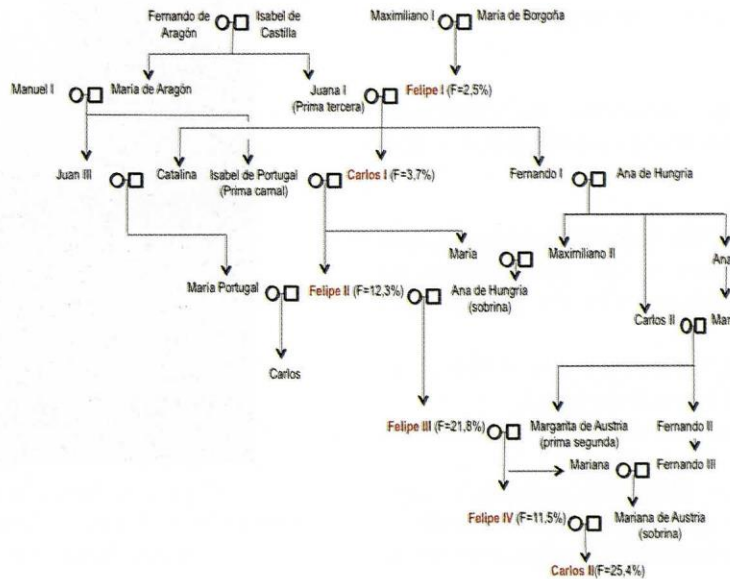 Fernando de Aragón
Isabel de Castilla
Maximiliano I
María de Borgoña
Manuel I
María de Aragón
Juana I
(Prima tercera)
Felipe I (F=2,5%)
Juan III
Catalina
Isabel de Portugal
(Prima carnal)
Carlos I (F=3,7%)
Fernando I
Ana de Hungria
María
Maximiliano II
Ana
María Portugal
Felipe II (F=12,3%)
Ana de Hungria
(sobrina)
Carlos II
Carlos
Felipe III (F=21,8%)
Margarita de Austria
(prima segunda)
Fernando II
Mariana
Fernando III
Felipe IV (F=11,5%)
Mariana de Austria
(sobrina)
Carlos II(F=25,4%)